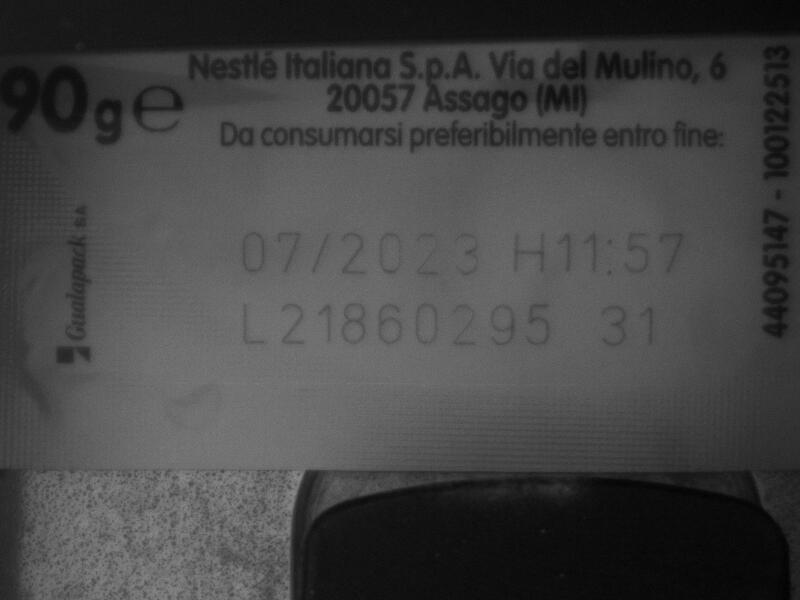 90g e
Nestlé Italiana S.p.A. Via del Mulino, 6
20057 Assago (MI)
Da consumarsi preferibilmente entro fine:
07/2023 H11:57
L21860295 31
Gualapack S.A.
44095147 - 100122513